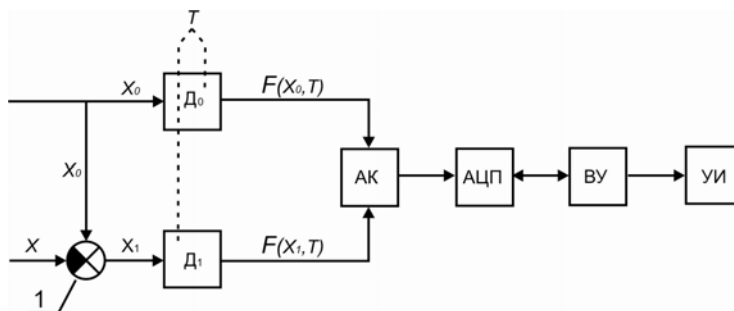 T
X₀
Д₀
F(X₀,T)
X₀
АК
АЦП
ВУ
УИ
X
X₁
Д₁
F(X₁,T)
1